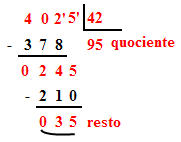 4 0 2' 5' 42
- 3 7 8 95 quociente
0 2 4 5
- 2 1 0
0 3 5 resto